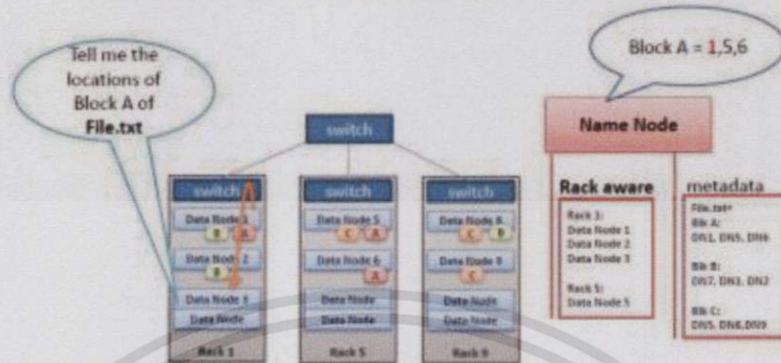 Tell me the
locations of
Block A of
File.txt
Block A = 1,5,6
switch
Name Node
switch
switch
switch
Data Node 1
B A
Data Node 2
B
Data Node 3
Data Node
Rack 1
Data Node 5
C A
Data Node 6
A
Data Node
Data Node
Rack 5
Data Node 8
C B
Data Node 9
C
Data Node
Data Node
Rack 9
Rack aware
Rack 1:
Data Node 1
Data Node 2
Data Node 3
Rack 5:
Data Node 5
metadata
File.txt=
Blk A:
DN1, DN5, DN6
Blk B:
DN7, DN1, DN2
Blk C:
DN5, DN8,DN9